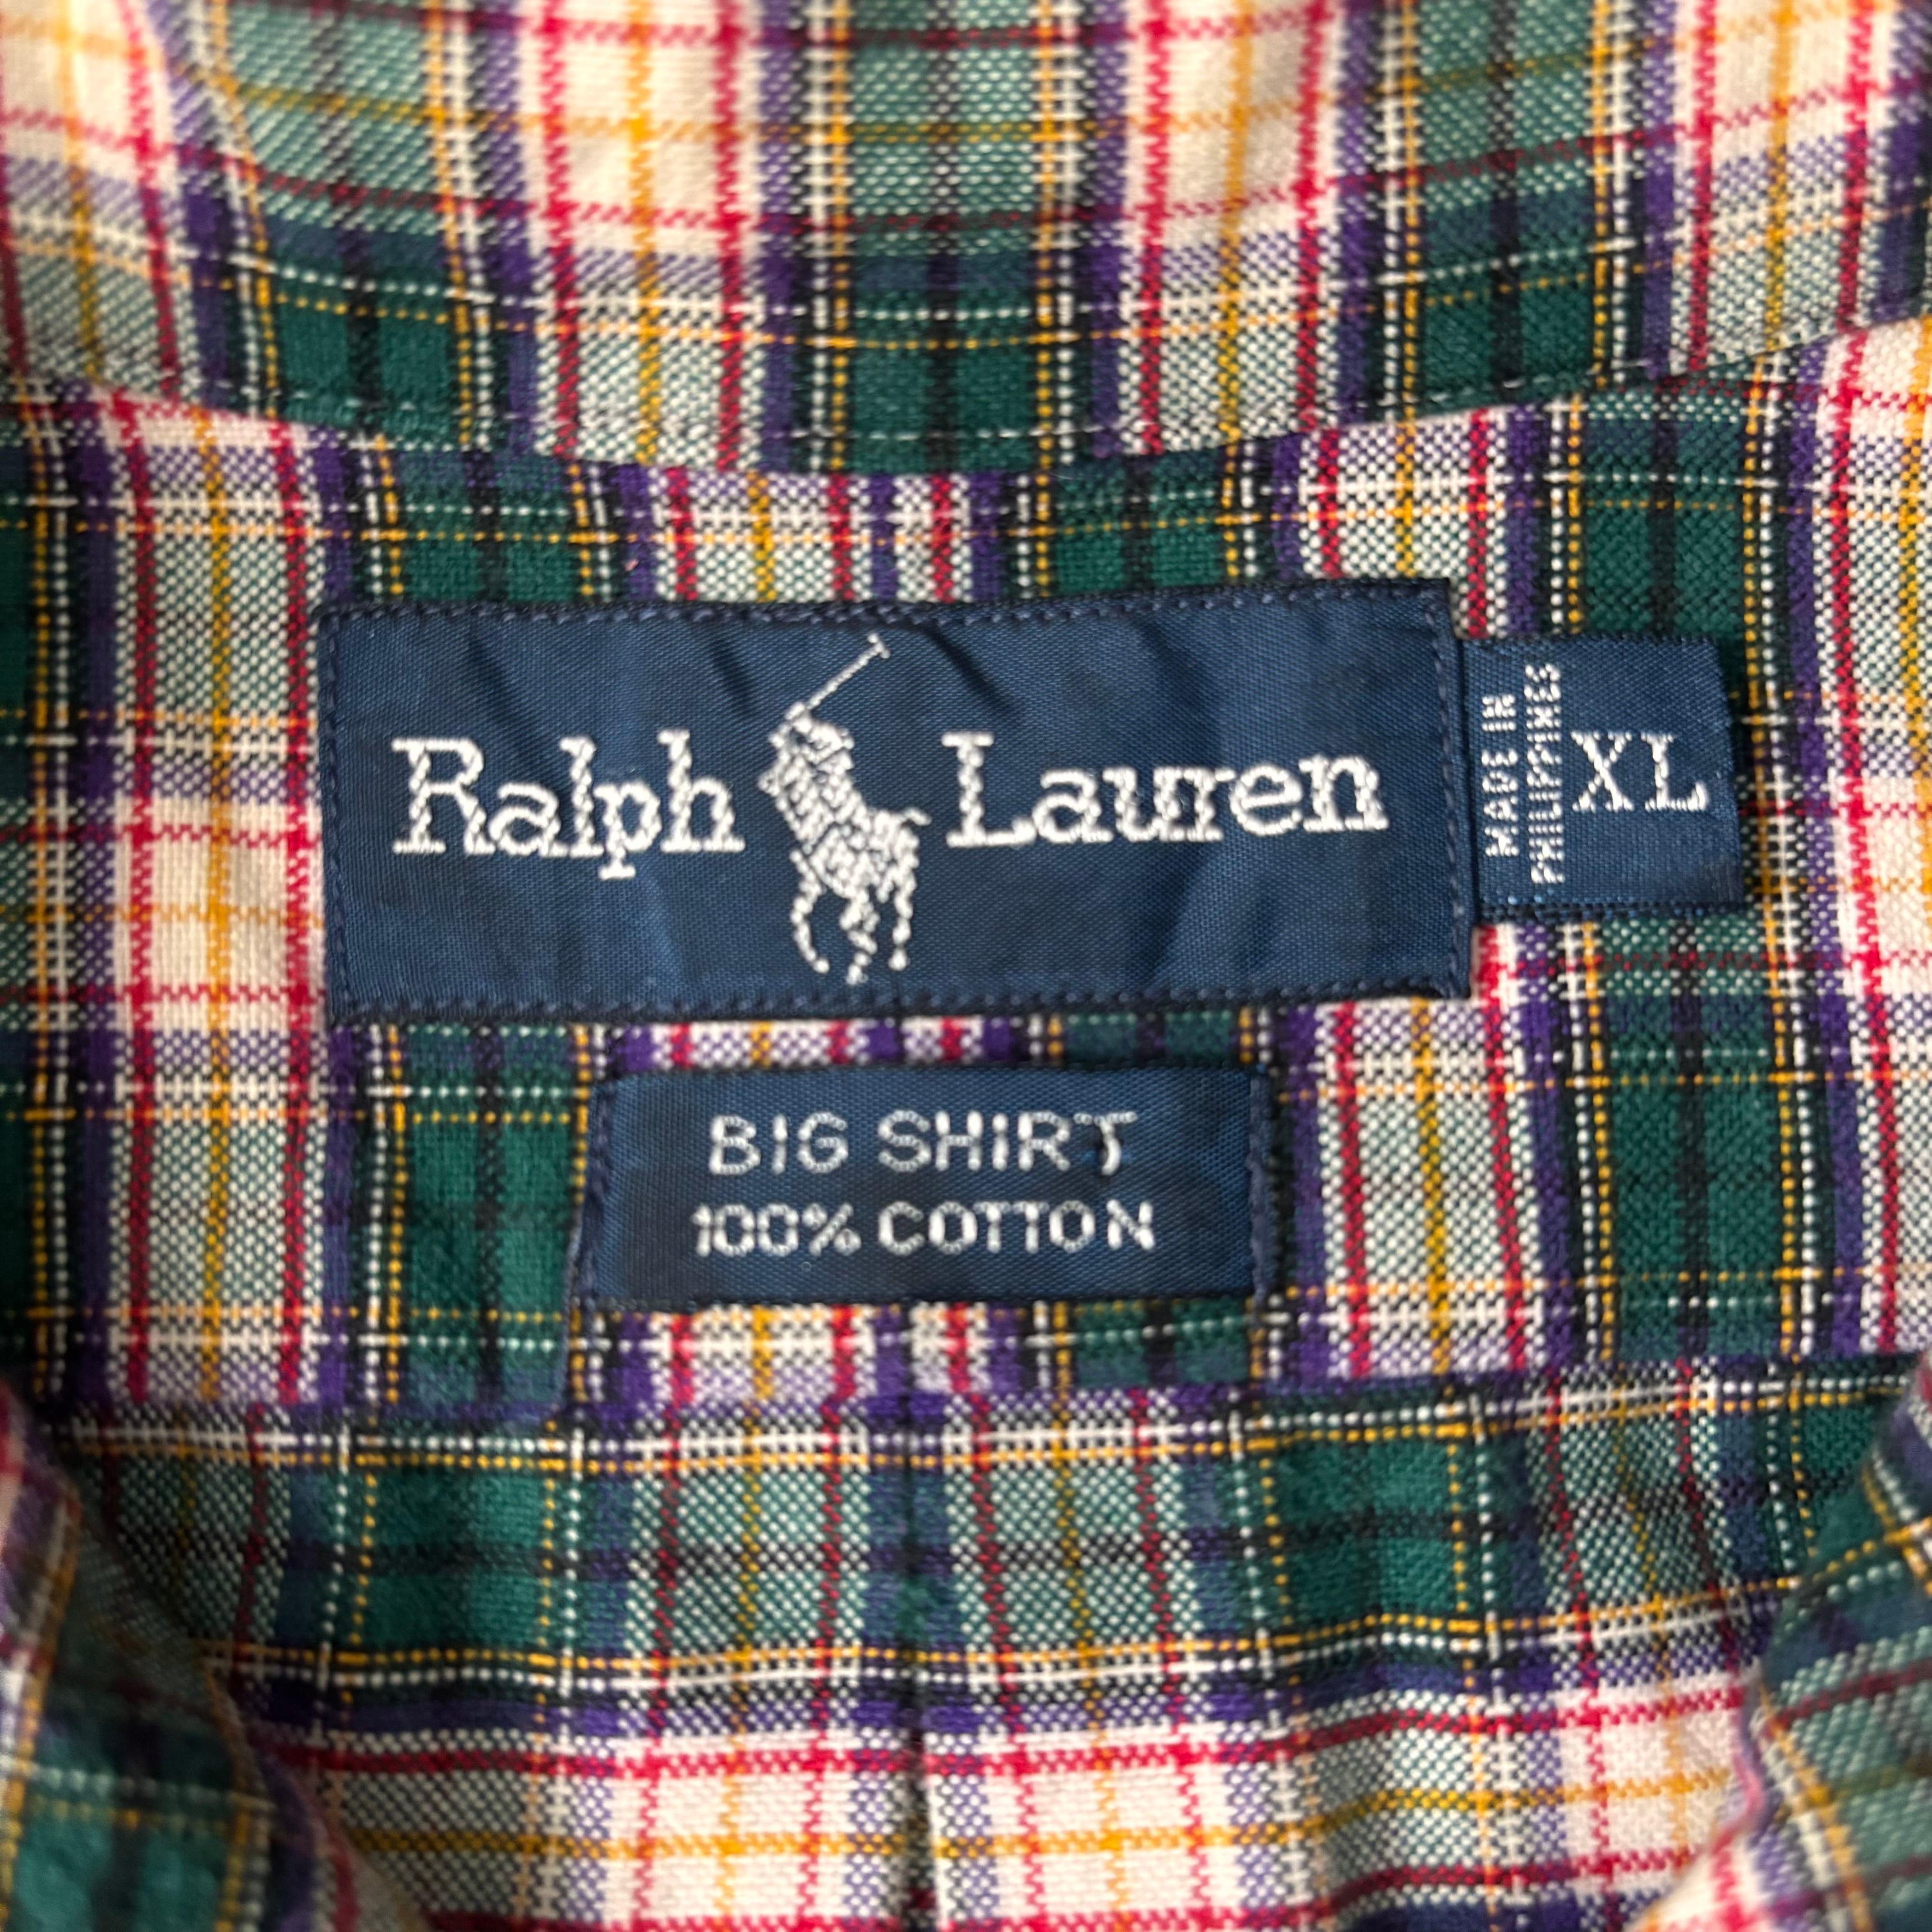 Ralph Lauren
MADE IN
PHILIPPINES
XL
BIG SHIRT
100% COTTON